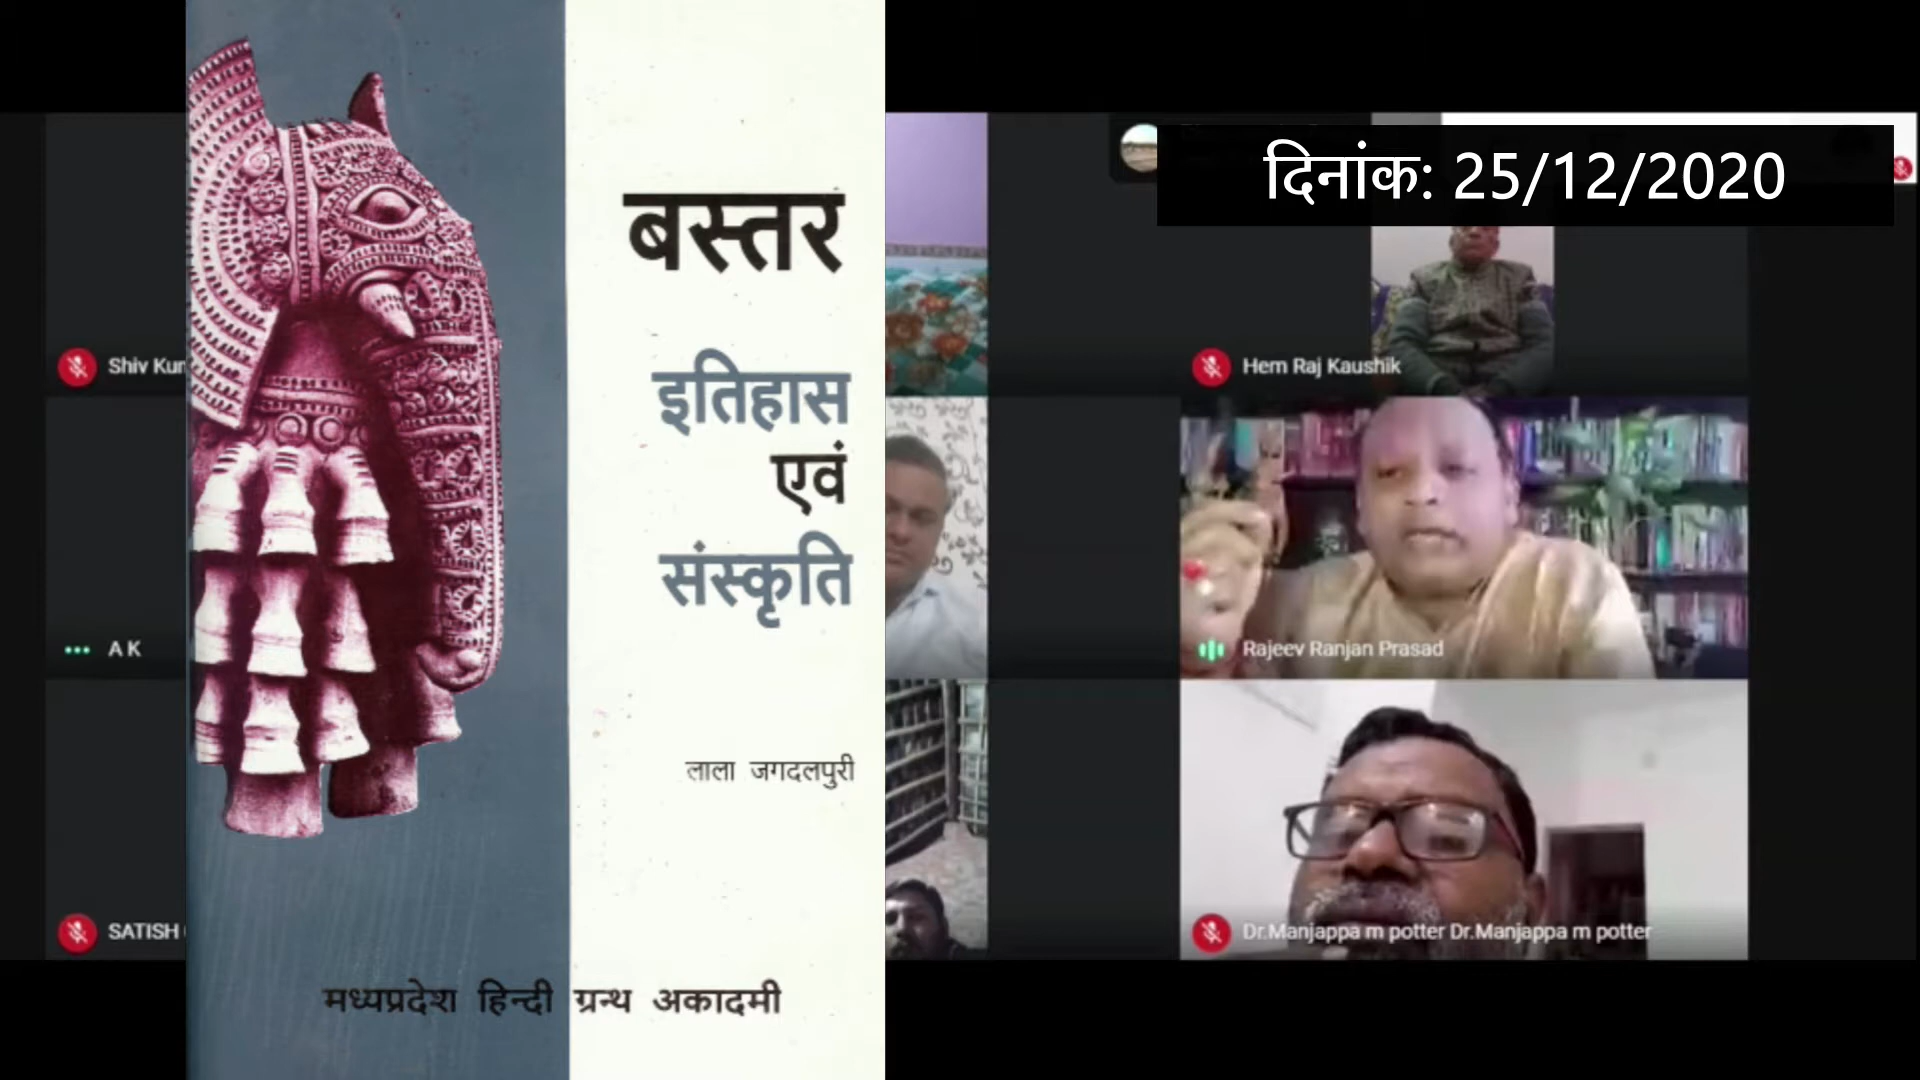 दिनांक: 25/12/2020
बस्तर
इतिहास
एवं
संस्कृति
लाला जगदलपुरी
मध्यप्रदेश हिन्दी ग्रन्थ अकादमी
Shiv Kum
A K
SATISH
Hem Raj Kaushik
Rajeev Ranjan Prasad
Dr.Manjappa m potter Dr.Manjappa m potter